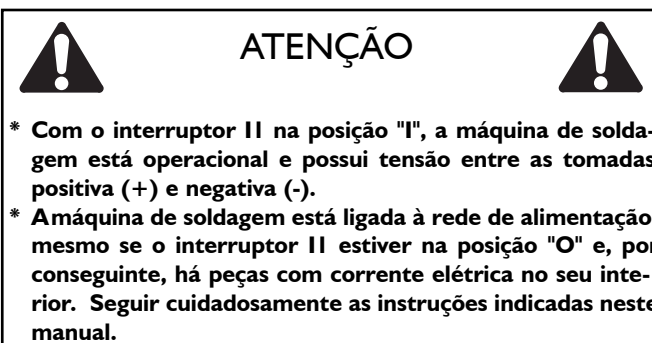 ATENÇÃO
* Com o interruptor I1 na posição "I", a máquina de solda-
gem está operacional e possui tensão entre as tomadas
positiva (+) e negativa (-).
* Amáquina de soldagem está ligada à rede de alimentação
mesmo se o interruptor I1 estiver na posição "O" e, por
conseguinte, há peças com corrente elétrica no seu inte-
rior. Seguir cuidadosamente as instruções indicadas neste
manual.